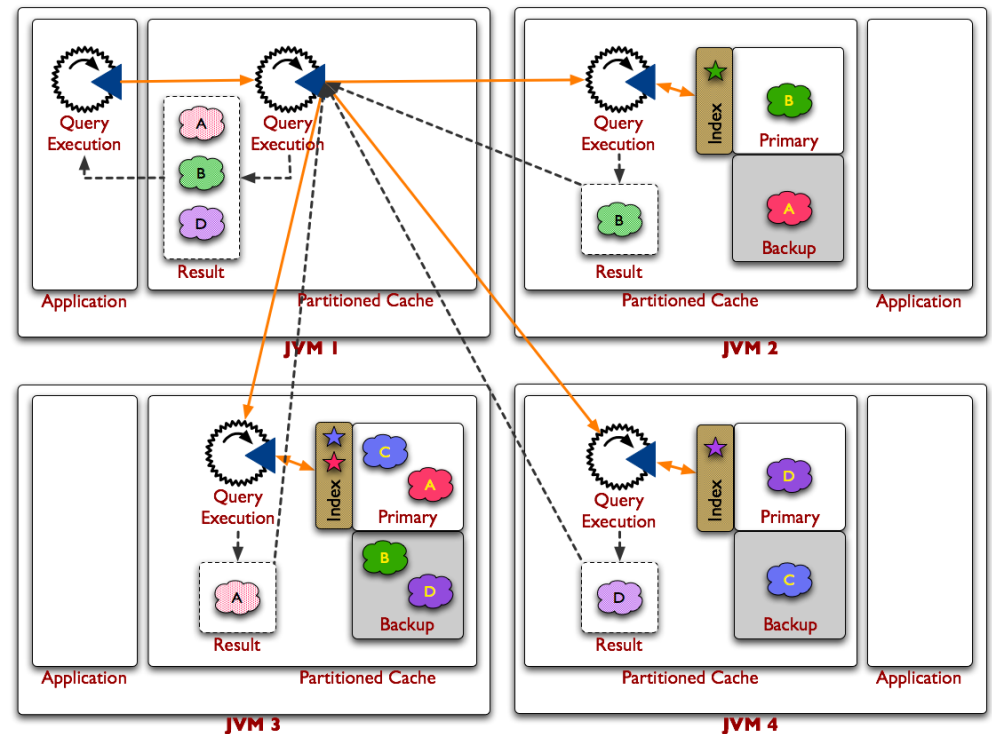 Query
Execution
A
B
D
Result
Query
Execution
Application
Partitioned Cache
JVM 1
Query
Execution
B
Result
Index
B
Primary
A
Backup
Partitioned Cache
Application
JVM 2
Query
Execution
A
Result
Index
C
A
Primary
B
D
Backup
Application
Partitioned Cache
JVM 3
Query
Execution
D
Result
Index
D
Primary
C
Backup
Partitioned Cache
Application
JVM 4